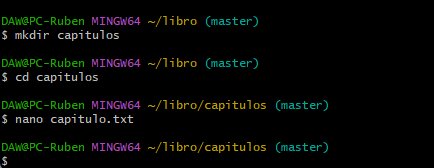 DAW@PC-Ruben MINGW64 ~/libro (master)
$ mkdir capitulos
DAW@PC-Ruben MINGW64 ~/libro (master)
$ cd capitulos
DAW@PC-Ruben MINGW64 ~/libro/capitulos (master)
$ nano capitulo.txt
DAW@PC-Ruben MINGW64 ~/libro/capitulos (master)
$